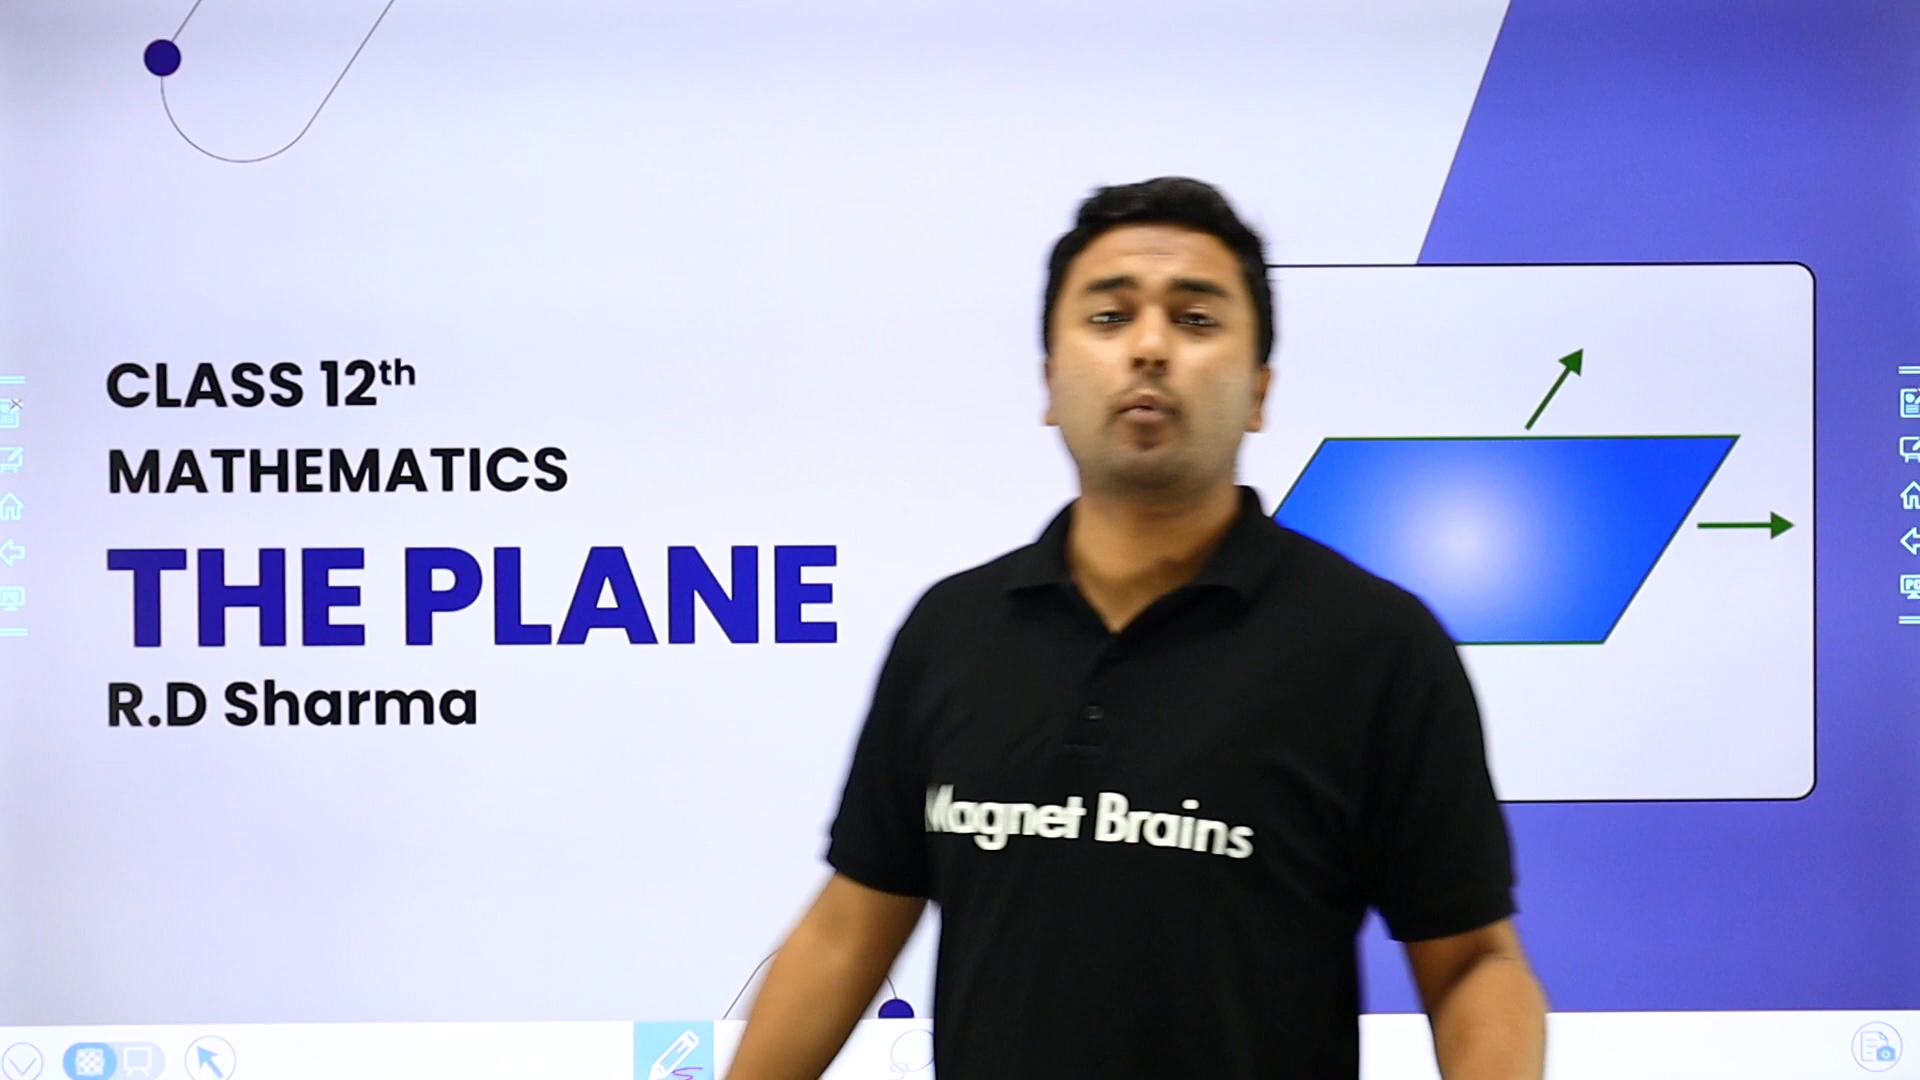 CLASS 12th
MATHEMATICS
THE PLANE
R.D Sharma
Magnet Brains